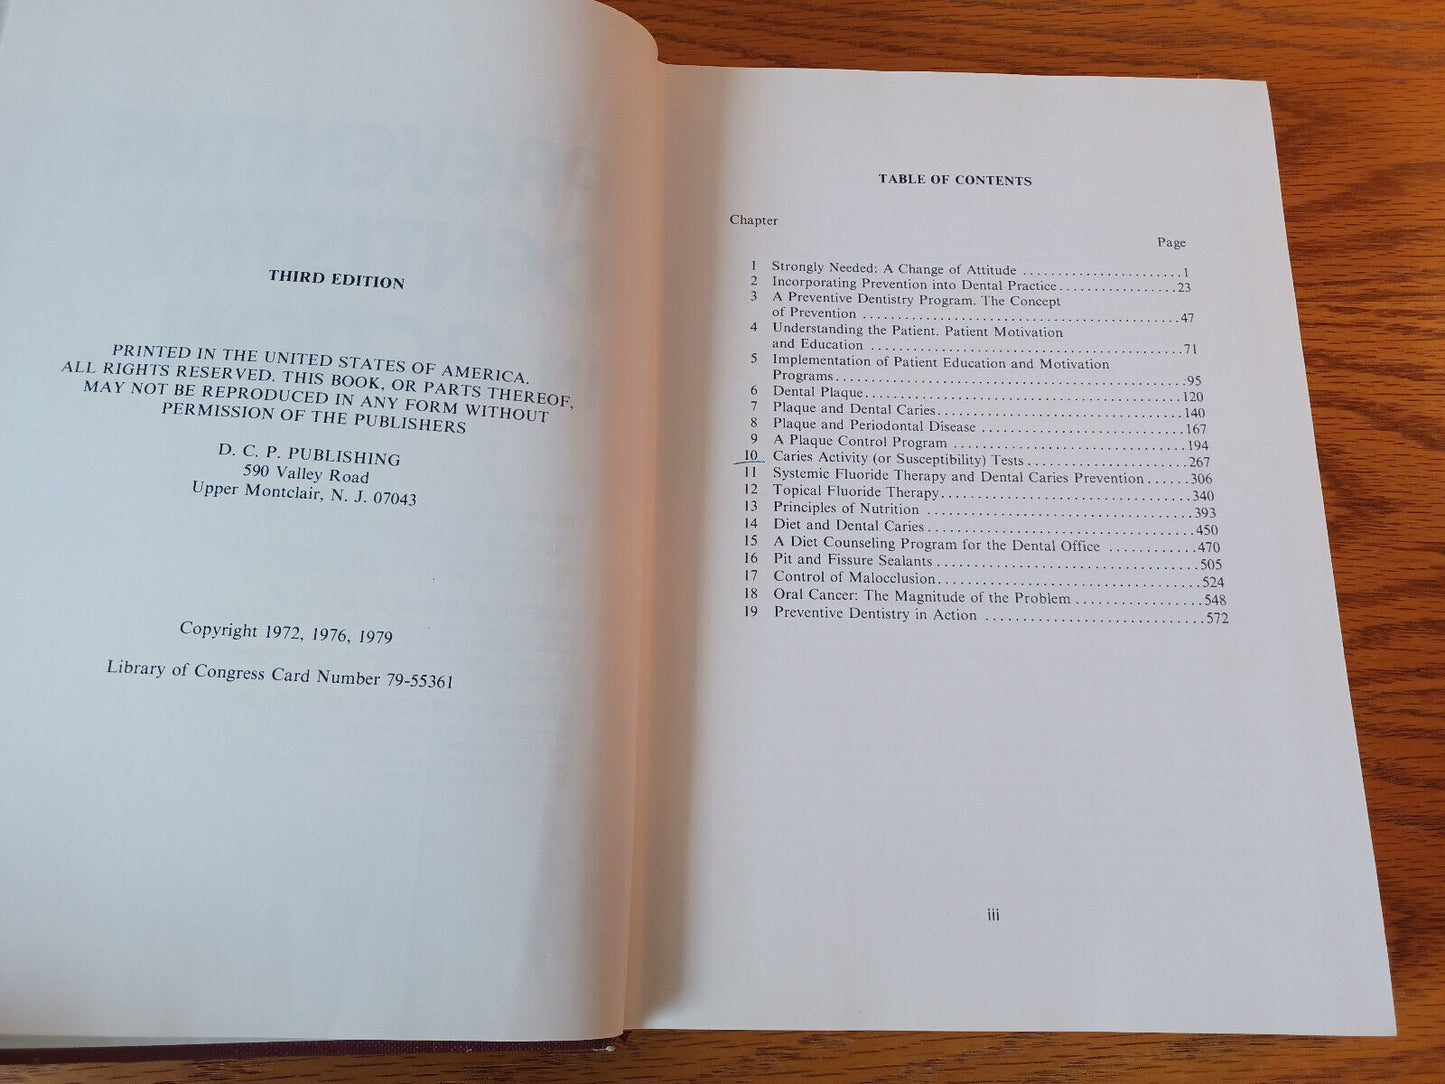 THIRD EDITION
PRINTED IN THE UNITED STATES OF AMERICA.
ALL RIGHTS RESERVED. THIS BOOK, OR PARTS THEREOF,
MAY NOT BE REPRODUCED IN ANY FORM WITHOUT
PERMISSION OF THE PUBLISHERS
D. C. P. PUBLISHING
590 Valley Road
Upper Montclair, N. J. 07043
Copyright 1972, 1976, 1979
Library of Congress Card Number 79-55361
TABLE OF CONTENTS
Chapter
Page
1 Strongly Needed: A Change of Attitude ........................1
2 Incorporating Prevention into Dental Practice..................23
3 A Preventive Dentistry Program. The Concept
of Prevention ................................................47
4 Understanding the Patient. Patient Motivation
and Education ...............................................71
5 Implementation of Patient Education and Motivation
Programs.....................................................95
6 Dental Plaque................................................120
7 Plaque and Dental Caries.....................................140
8 Plaque and Periodontal Disease ...............................167
9 A Plaque Control Program ....................................194
10 Caries Activity (or Susceptibility) Tests........................267
11 Systemic Fluoride Therapy and Dental Caries Prevention......306
12 Topical Fluoride Therapy.....................................340
13 Principles of Nutrition ........................................393
14 Diet and Dental Caries........................................450
15 A Diet Counseling Program for the Dental Office .............470
16 Pit and Fissure Sealants.......................................505
17 Control of Malocclusion.......................................524
18 Oral Cancer: The Magnitude of the Problem ...................548
19 Preventive Dentistry in Action .................................572
iii